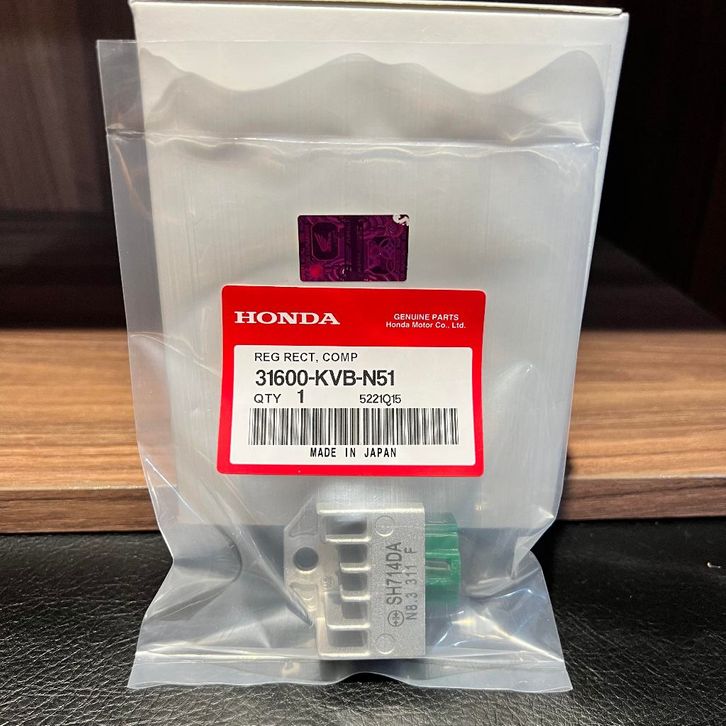 HONDA
GENUINE PARTS
Honda Motor Co., Ltd.
REG RECT, COMP
31600-KVB-N51
QTY 1 5221Q15
MADE IN JAPAN
SH714DA
N8.3 311 F